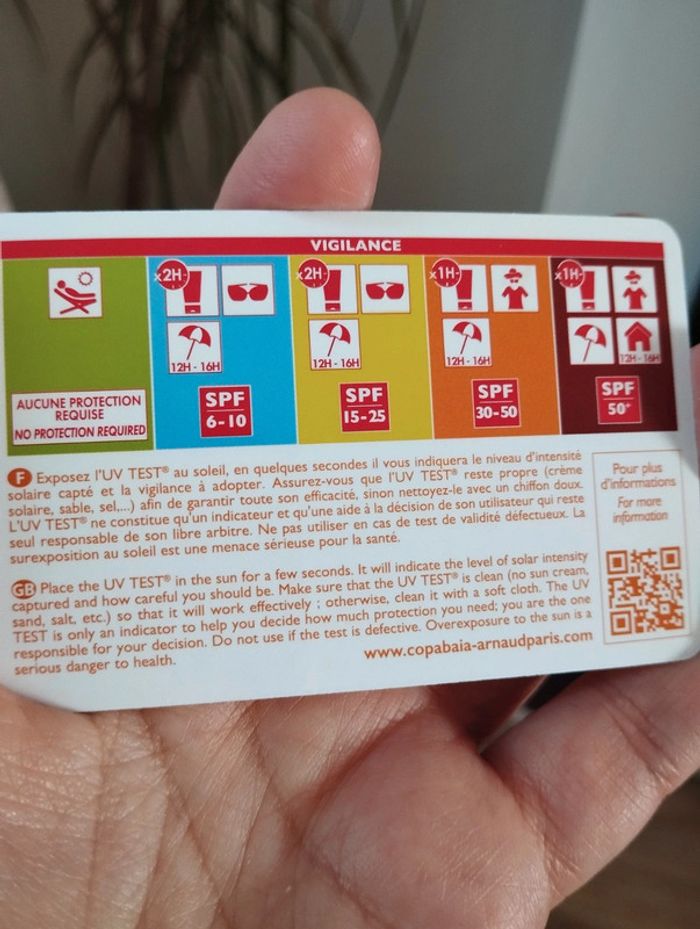 VIGILANCE
x2H
x2H
x1H
x1H
12H - 16H
12H - 16H
12H - 16H
12H - 16H
AUCUNE PROTECTION
REQUISE
NO PROTECTION REQUIRED
SPF
6-10
SPF
15-25
SPF
30-50
SPF
50+
F Exposez l'UV TEST® au soleil, en quelques secondes il vous indiquera le niveau d'intensité
solaire capté et la vigilance à adopter. Assurez-vous que l'UV TEST® reste propre (crème
solaire, sable, sel,...) afin de garantir toute son efficacité, sinon nettoyez-le avec un chiffon doux.
L'UV TEST® ne constitue qu'un indicateur et qu'une aide à la décision de son utilisateur qui reste
seul responsable de son libre arbitre. Ne pas utiliser en cas de test de validité défectueux. La
surexposition au soleil est une menace sérieuse pour la santé.
GB Place the UV TEST® in the sun for a few seconds. It will indicate the level of solar intensity
captured and how careful you should be. Make sure that the UV TEST® is clean (no sun cream,
sand, salt, etc.) so that it will work effectively ; otherwise, clean it with a soft cloth. The UV
TEST is only an indicator to help you decide how much protection you need; you are the one
responsible for your decision. Do not use if the test is defective. Overexposure to the sun is a
serious danger to health.
www.copabaia-arnaudparis.com
Pour plus
d'informations
For more
information